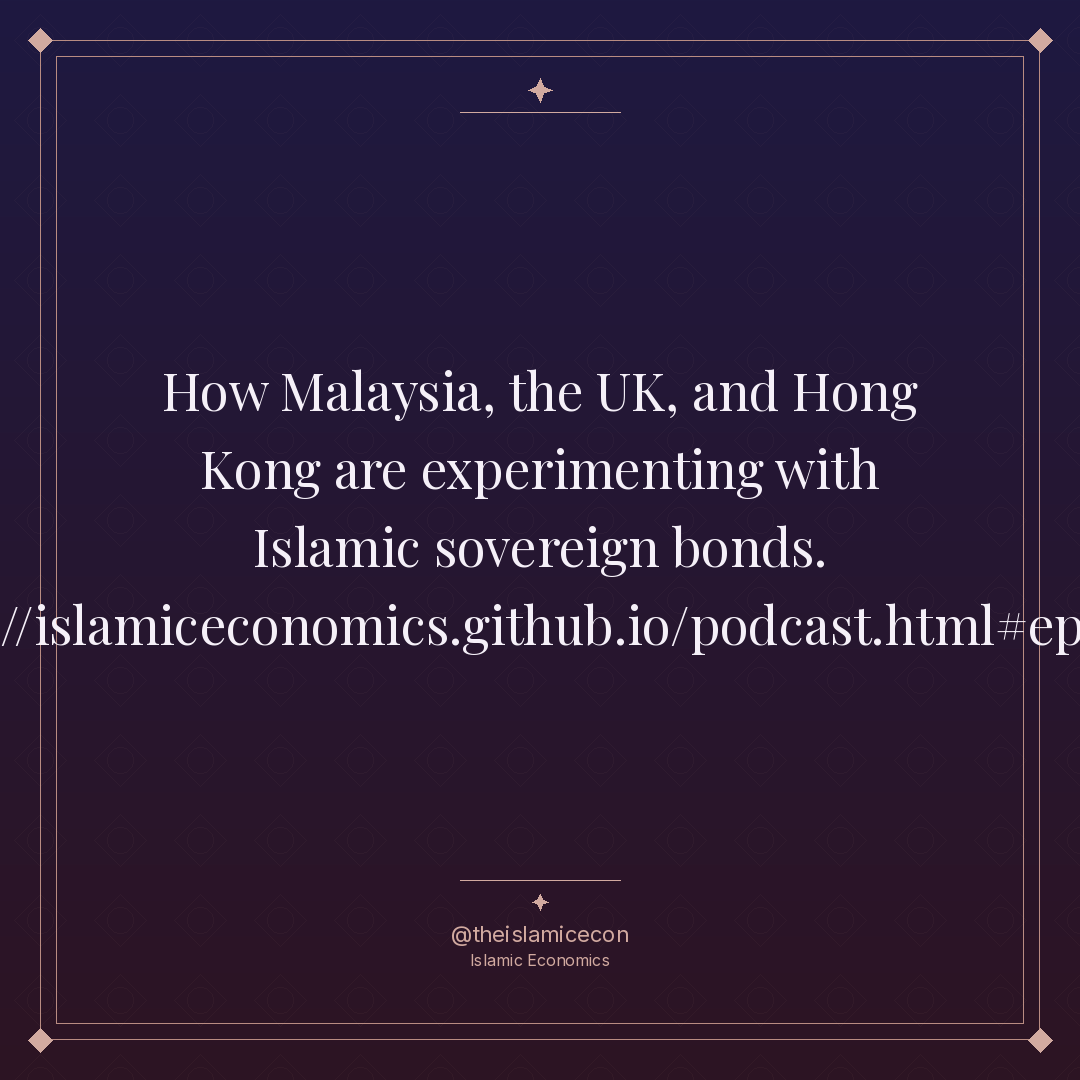 How Malaysia, the UK, and Hong
Kong are experimenting with
Islamic sovereign bonds.
//islamiceconomics.github.io/podcast.html#ep
@theislamicecon
Islamic Economics